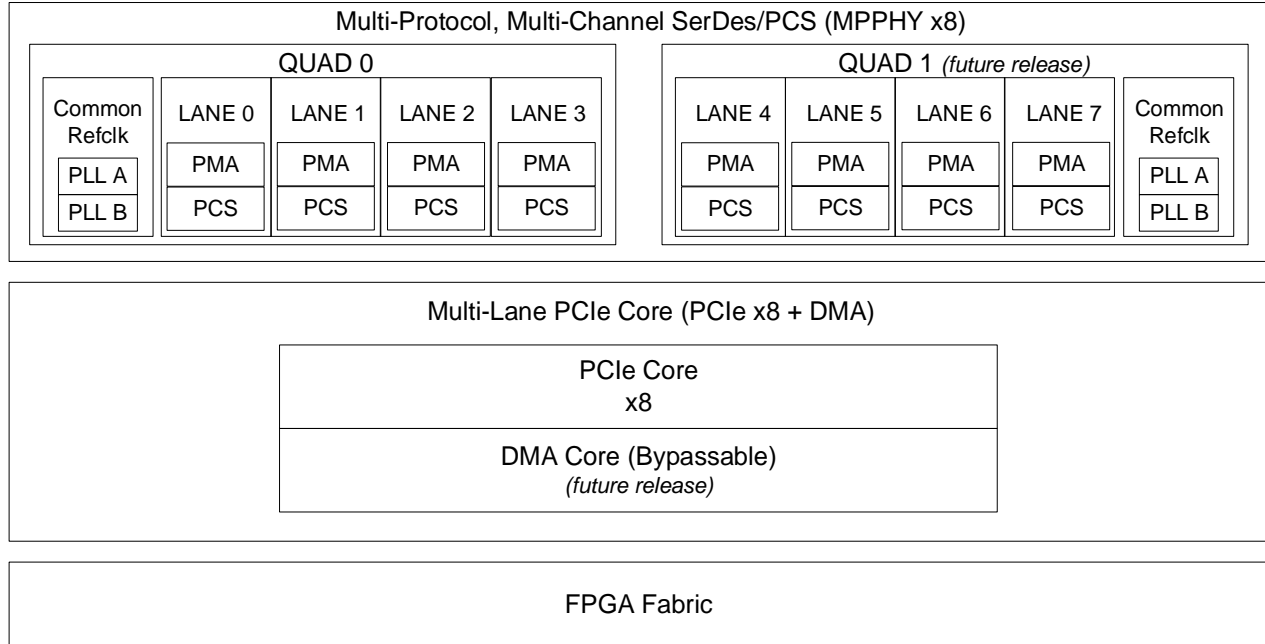 Multi-Protocol, Multi-Channel SerDes/PCS (MPPHY x8)
QUAD 0
Common
Refclk
PLL A
PLL B
LANE 0
PMA
PCS
LANE 1
PMA
PCS
LANE 2
PMA
PCS
LANE 3
PMA
PCS
QUAD 1 (future release)
LANE 4
PMA
PCS
LANE 5
PMA
PCS
LANE 6
PMA
PCS
LANE 7
PMA
PCS
Common
Refclk
PLL A
PLL B
Multi-Lane PCIe Core (PCIe x8 + DMA)
PCIe Core
x8
DMA Core (Bypassable)
(future release)
FPGA Fabric